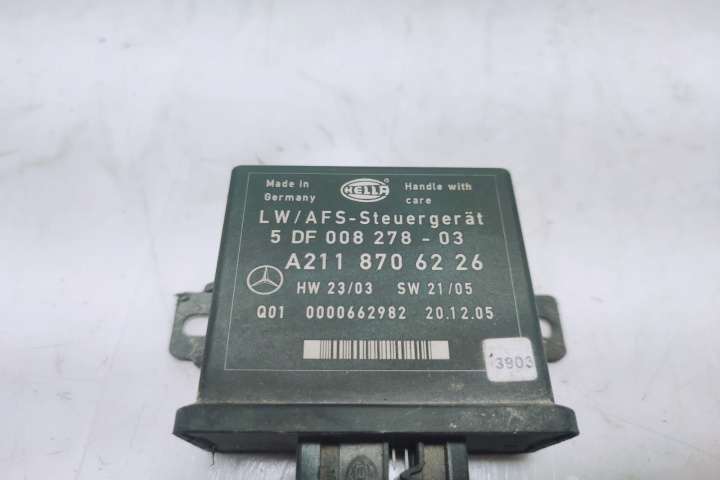 Made in Germany
HELLA
®
Handle with care
LW/AFS-Steuergerät
5 DF 008 278 - 03
A211 870 62 26
HW 23/03 SW 21/05
Q01 0000662982 20.12.05
3903